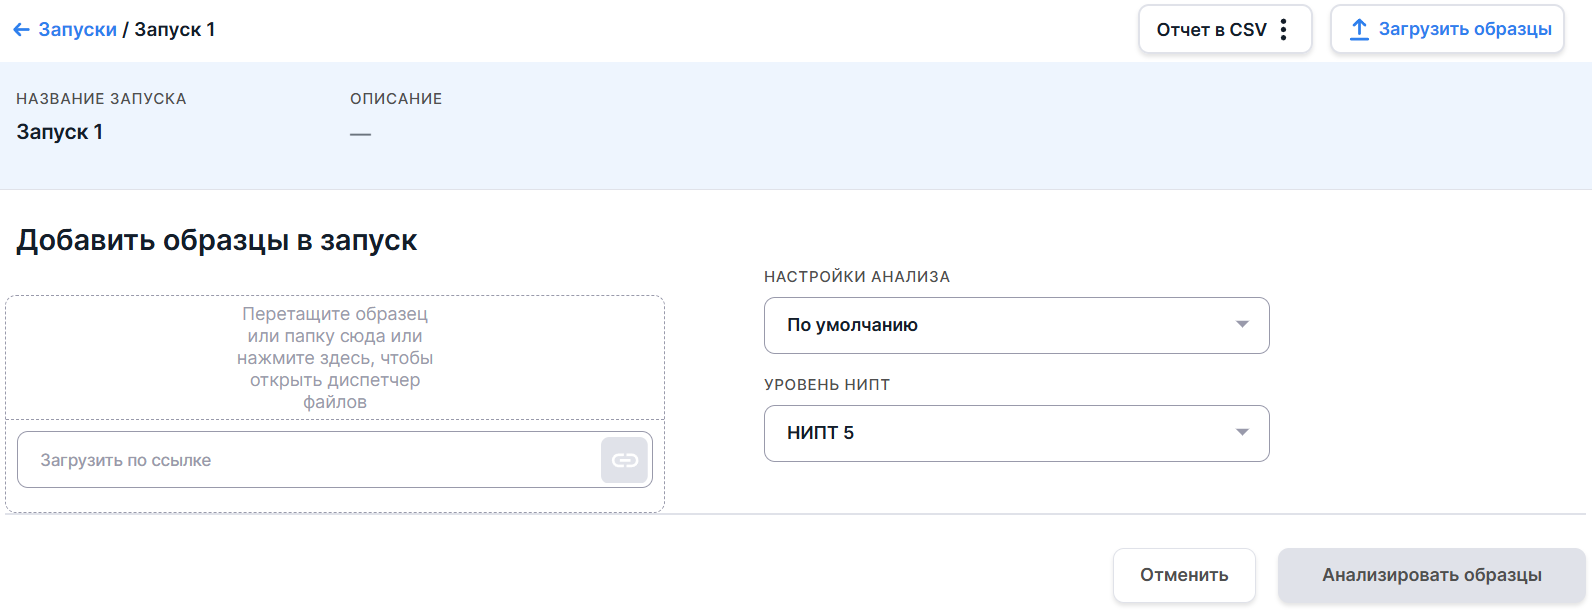 ← Запуски / Запуск 1
Отчет в CSV
Загрузить образцы
НАЗВАНИЕ ЗАПУСКА
ОПИСАНИЕ
Запуск 1
—
Добавить образцы в запуск
Перетащите образец
или папку сюда или
нажмите здесь, чтобы
открыть диспетчер
файлов
Загрузить по ссылке
НАСТРОЙКИ АНАЛИЗА
По умолчанию
УРОВЕНЬ НИПТ
НИПТ 5
Отменить
Анализировать образцы